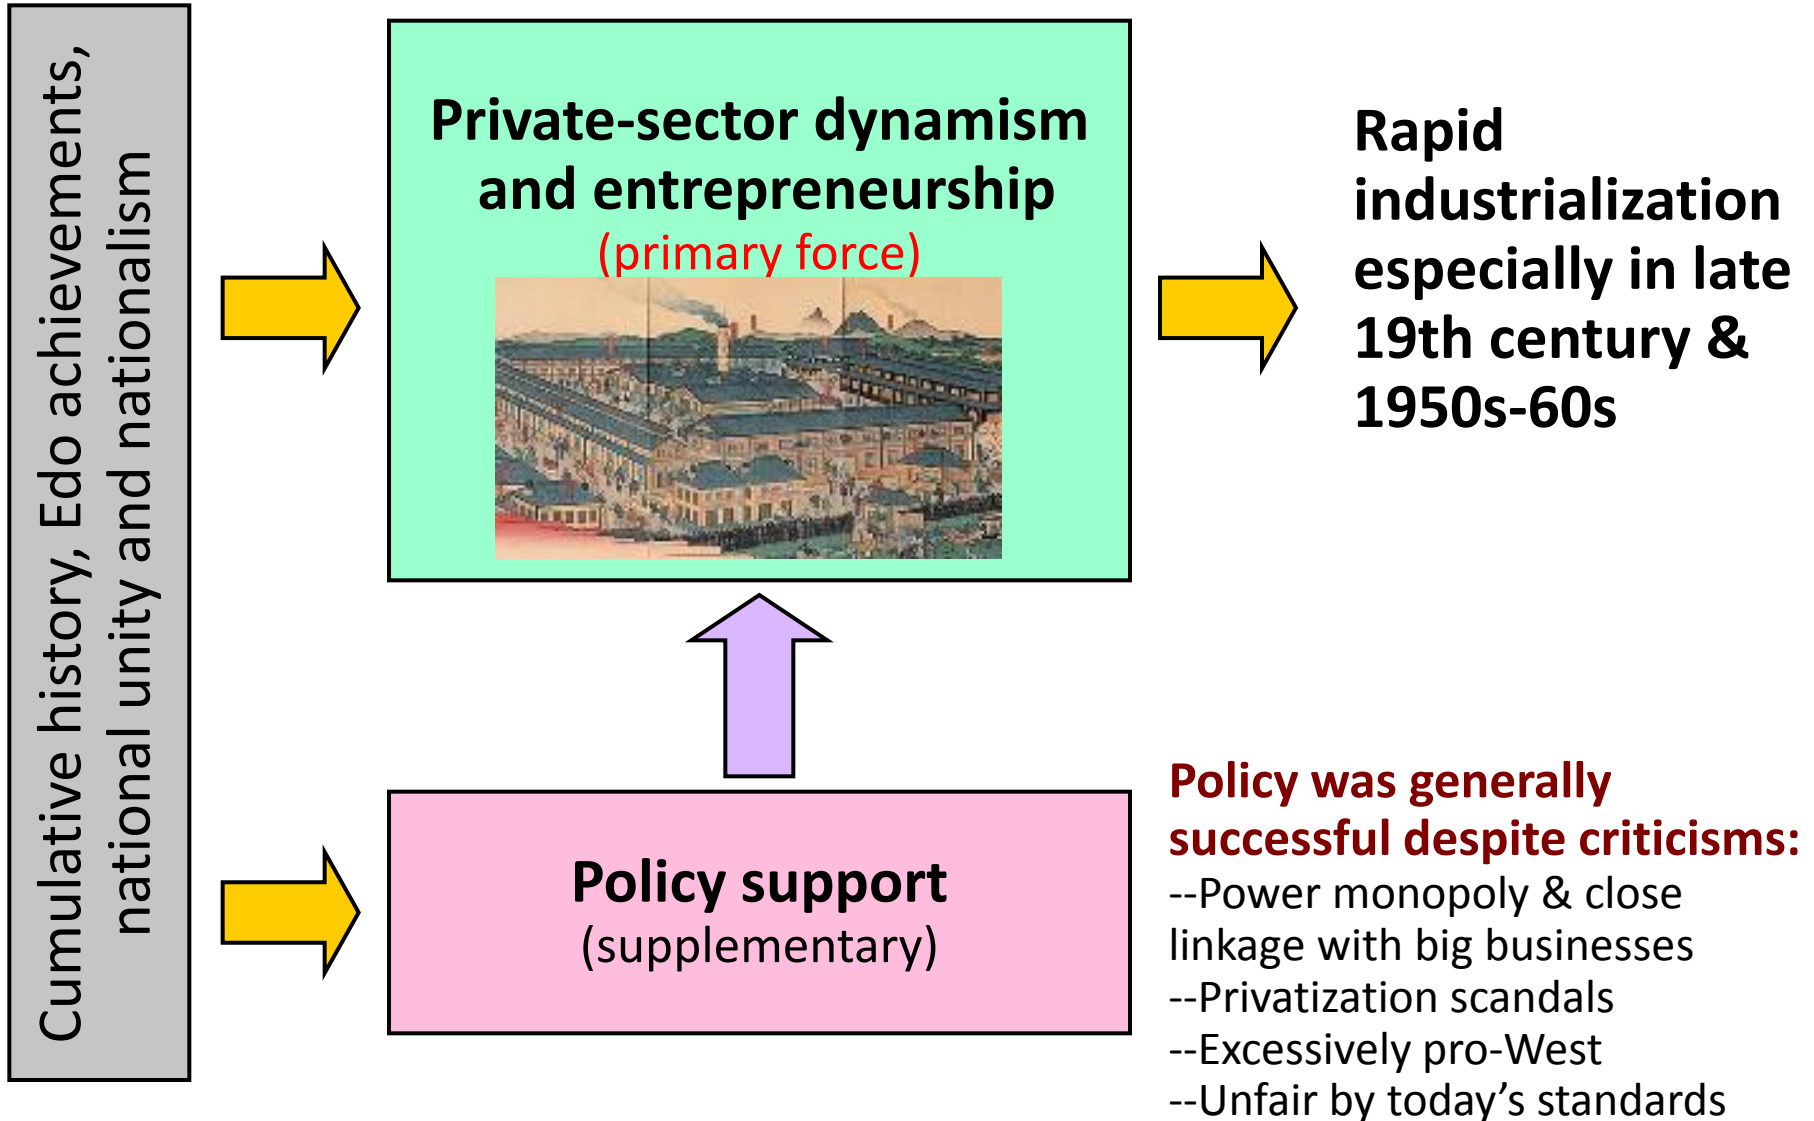 Cumulative history, Edo achievements,
national unity and nationalism
Private-sector dynamism
and entrepreneurship
(primary force)
Rapid
industrialization
especially in late
19th century &
1950s-60s
Policy support
(supplementary)
Policy was generally
successful despite criticisms:
--Power monopoly & close
linkage with big businesses
--Privatization scandals
--Excessively pro-West
--Unfair by today’s standards